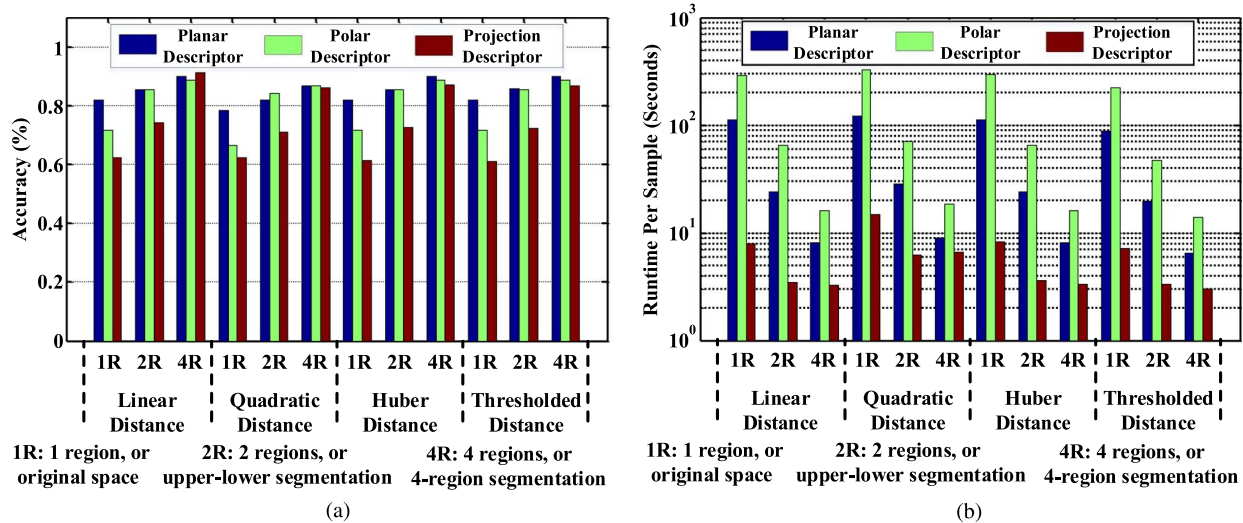 Planar Descriptor
Polar Descriptor
Projection Descriptor
Accuracy (%)
1
0.8
0.6
0.4
0.2
0
1R 2R 4R 1R 2R 4R 1R 2R 4R 1R 2R 4R
Linear Distance
Quadratic Distance
Huber Distance
Thresholded Distance
1R: 1 region, or
original space
2R: 2 regions, or
upper-lower segmentation
4R: 4 regions, or
4-region segmentation
(a)
Planar Descriptor
Polar Descriptor
Projection Descriptor
Runtime Per Sample (Seconds)
10^3
10^2
10^1
10^0
1R 2R 4R 1R 2R 4R 1R 2R 4R 1R 2R 4R
Linear Distance
Quadratic Distance
Huber Distance
Thresholded Distance
1R: 1 region, or
original space
2R: 2 regions, or
upper-lower segmentation
4R: 4 regions, or
4-region segmentation
(b)